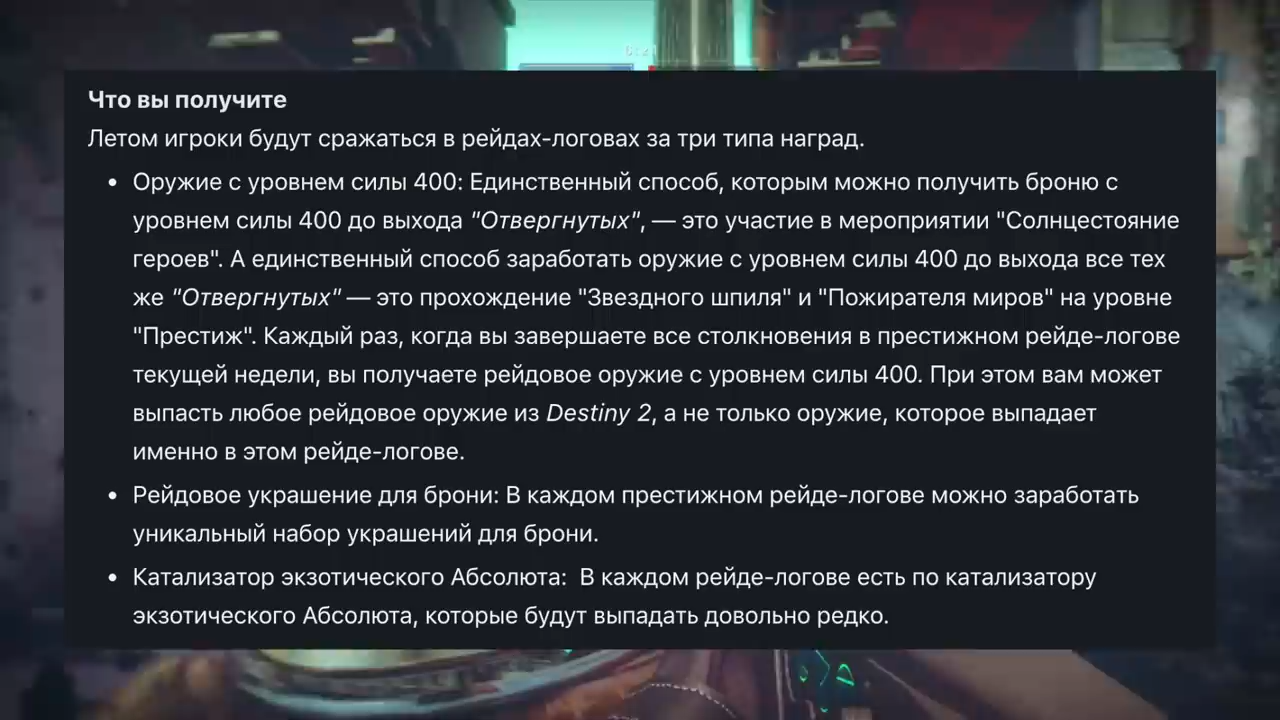 Что вы получите
Летом игроки будут сражаться в рейдах-логовах за три типа наград.
• Оружие с уровнем силы 400: Единственный способ, которым можно получить броню с
уровнем силы 400 до выхода "Отвергнутых", — это участие в мероприятии "Солнцестояние
героев". А единственный способ заработать оружие с уровнем силы 400 до выхода все тех
же "Отвергнутых" — это прохождение "Звездного шпиля" и "Пожирателя миров" на уровне
"Престиж". Каждый раз, когда вы завершаете все столкновения в престижном рейде-логове
текущей недели, вы получаете рейдовое оружие с уровнем силы 400. При этом вам может
выпасть любое рейдовое оружие из Destiny 2, а не только оружие, которое выпадает
именно в этом рейде-логове.
• Рейдовое украшение для брони: В каждом престижном рейде-логове можно заработать
уникальный набор украшений для брони.
• Катализатор экзотического Абсолюта:  В каждом рейде-логове есть по катализатору
экзотического Абсолюта, которые будут выпадать довольно редко.